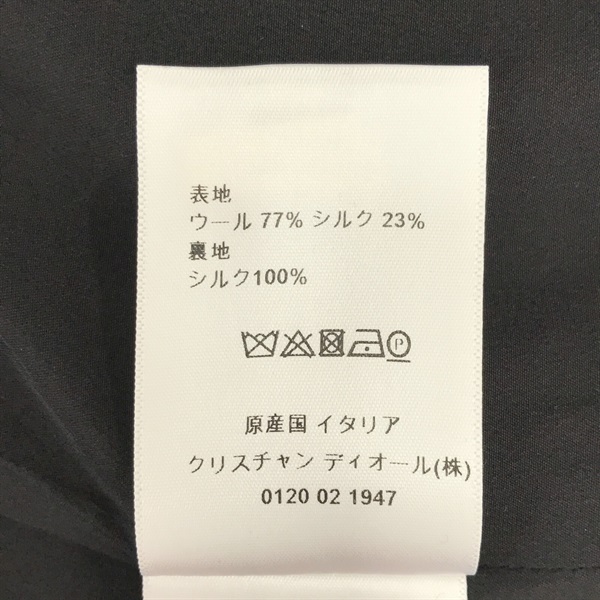 表地
ウール 77% シルク 23%
裏地
シルク100%
P
原産国 イタリア
クリスチャン ディオール(株)
0120 02 1947